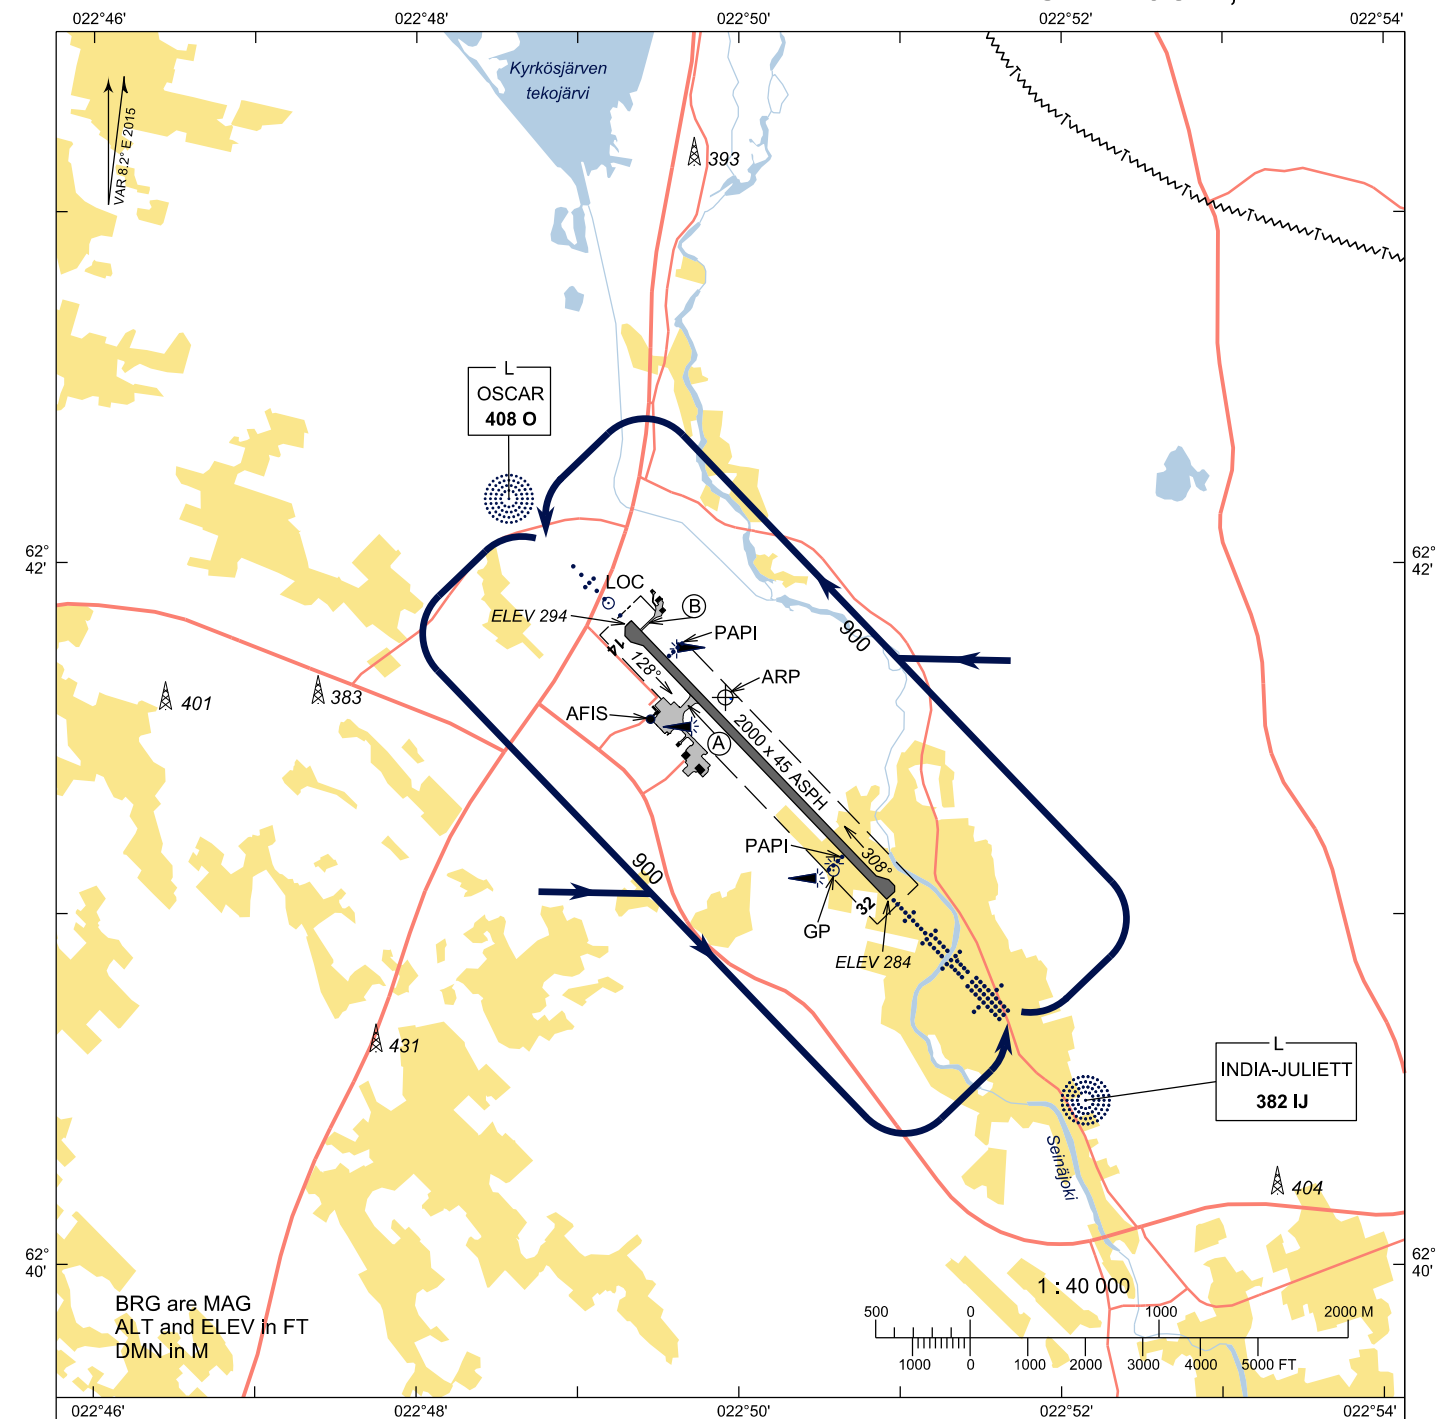 022°46'
022°48'
022°50'
022°52'
022°54'
Kyrkösjärven
tekojärvi
VAR 8.2° E 2015
393
L
OSCAR
408 O
62°
42'
62°
42'
LOC
ELEV 294
B
PAPI
14
128°
ARP
900
401
383
AFIS
A
2000 x 45 ASPH
PAPI
308°
900
32
GP
ELEV 284
431
L
INDIA-JULIETT
382 IJ
Seinäjoki
404
62°
40'
62°
40'
1 : 40 000
BRG are MAG
ALT and ELEV in FT
DMN in M
500 0 1000 2000 M
1000 0 1000 2000 3000 4000 5000 FT
022°46'
022°48'
022°50'
022°52'
022°54'